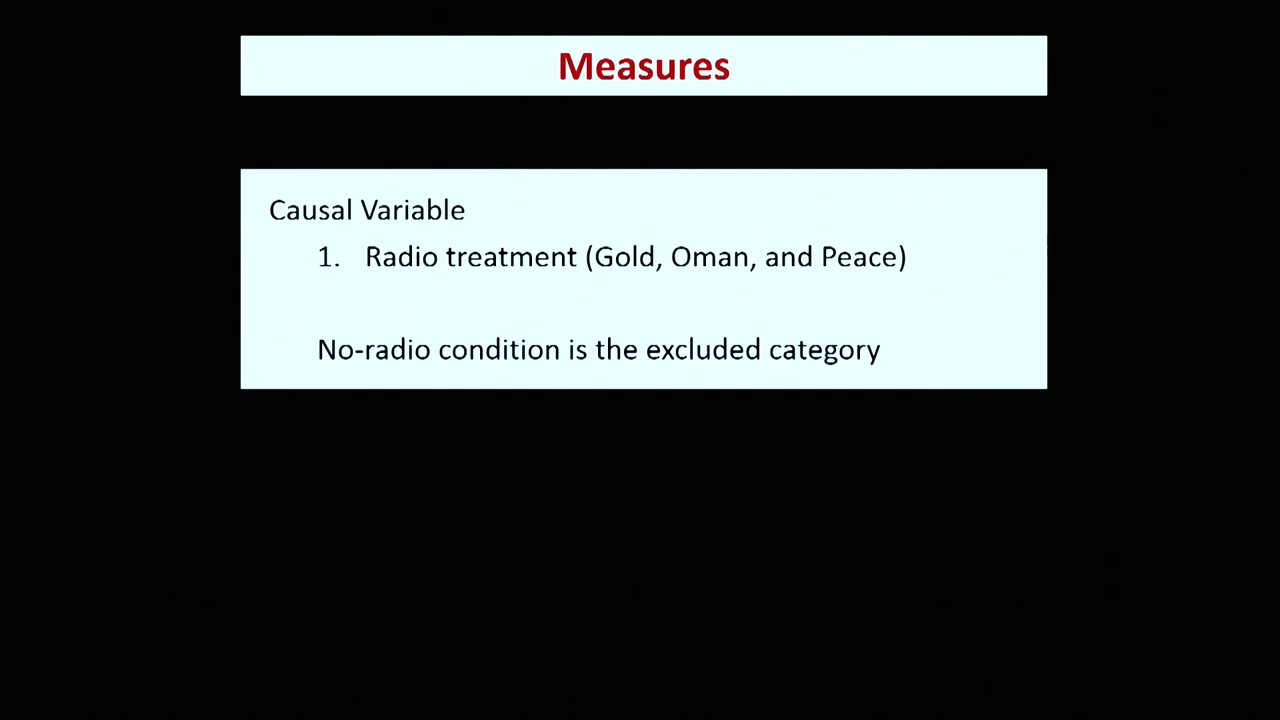 Measures
Causal Variable
1. Radio treatment (Gold, Oman, and Peace)
No-radio condition is the excluded category